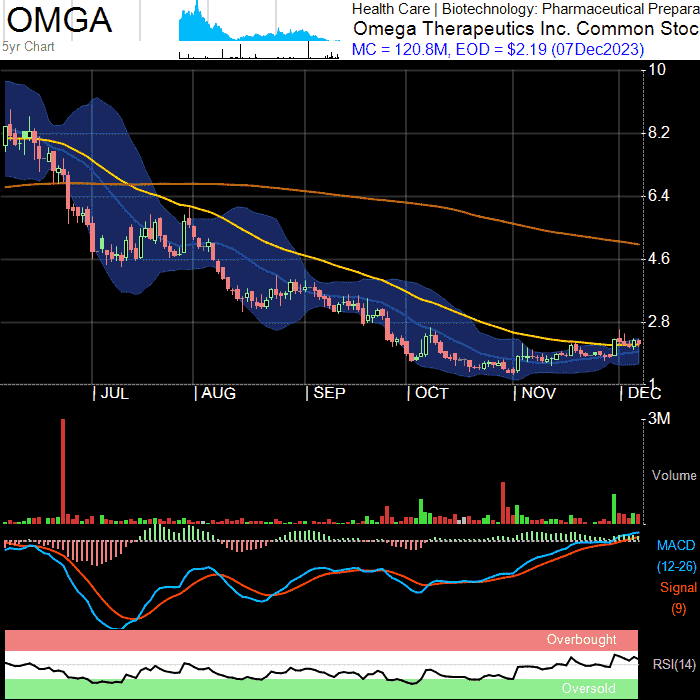 OMGA
5yr Chart
Health Care | Biotechnology: Pharmaceutical Prepara
Omega Therapeutics Inc. Common Stoc
MC = 120.8M, EOD = $2.19 (07Dec2023)
10
8.2
6.4
4.6
2.8
1
| JUL | AUG | SEP | OCT | NOV | DEC
3M
Volume
MACD
(12-26)
Signal
(9)
Overbought
RSI(14)
Oversold